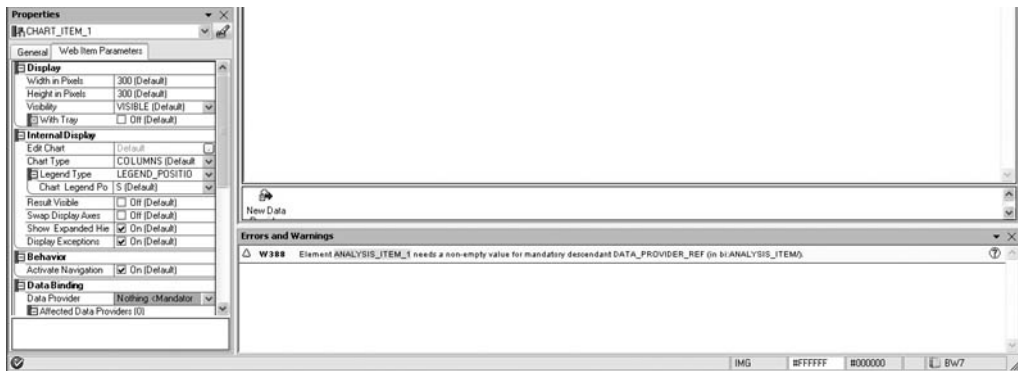 Properties
CHART_ITEM_1
General Web Item Parameters
Display
Width in Pixels 300 (Default)
Height in Pixels 300 (Default)
Visibility VISIBLE (Default)
With Tray Off (Default)
Internal Display
Edit Chart Default
Chart Type COLUMNS (Default
Legend Type LEGEND_POSITIO
Chart Legend Po S (Default)
Result Visible Off (Default)
Swap Display Axes Off (Default)
Show Expanded Hie On (Default)
Display Exceptions On (Default)
Behavior
Activate Navigation On (Default)
Data Binding
Data Provider Nothing <Mandator
Affected Data Providers (0)
New Data
Errors and Warnings
W388 Element ANALYSIS_ITEM_1 needs a non-empty value for mandatory descendant DATA_PROVIDER_REF (in bi:ANALYSIS_ITEM/).
IMG #FFFFFF #000000 BW7